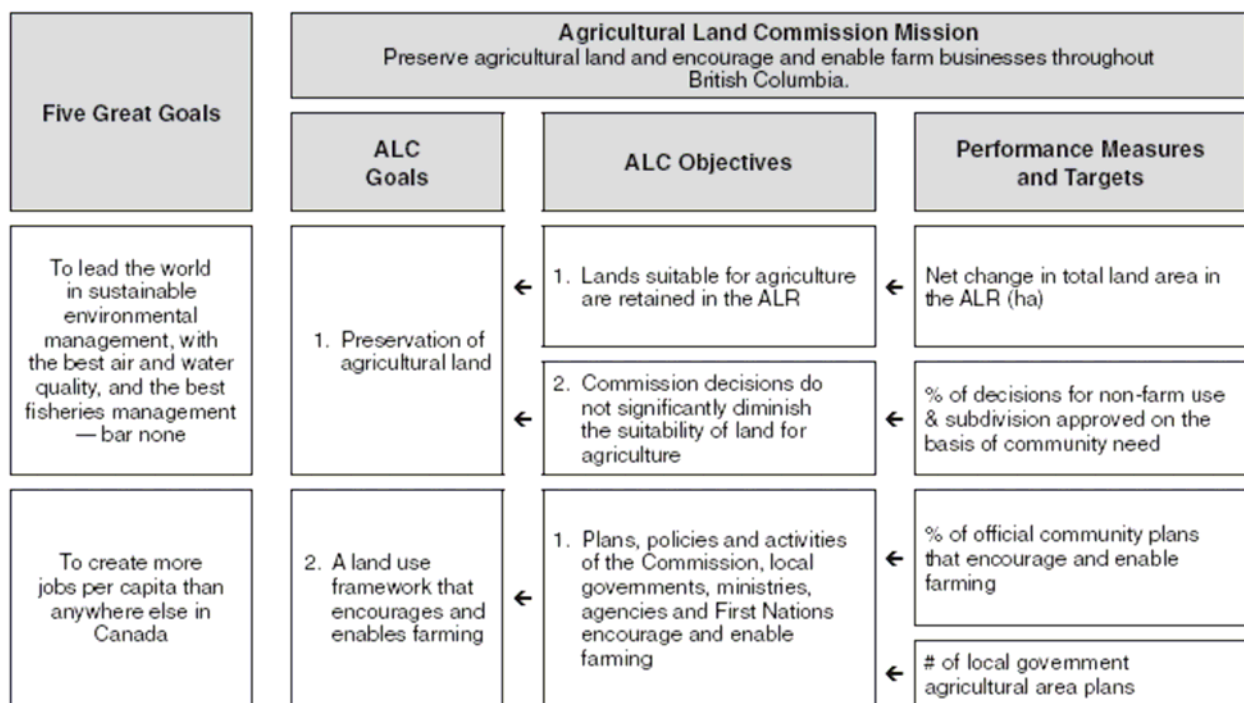 Agricultural Land Commission Mission
Preserve agricultural land and encourage and enable farm businesses throughout
British Columbia.
Five Great Goals
ALC
Goals
ALC Objectives
Performance Measures
and Targets
To lead the world
in sustainable
environmental
management, with
the best air and water
quality, and the best
fisheries management
— bar none
1. Preservation of
agricultural land
1. Lands suitable for agriculture
are retained in the ALR
Net change in total land area in
the ALR (ha)
2. Commission decisions do
not significantly diminish
the suitability of land for
agriculture
% of decisions for non-farm use
& subdivision approved on the
basis of community need
To create more
jobs per capita than
anywhere else in
Canada
2. A land use
framework that
encourages and
enables farming
1. Plans, policies and activities
of the Commission, local
governments, ministries,
agencies and First Nations
encourage and enable
farming
% of official community plans
that encourage and enable
farming
# of local government
agricultural area plans